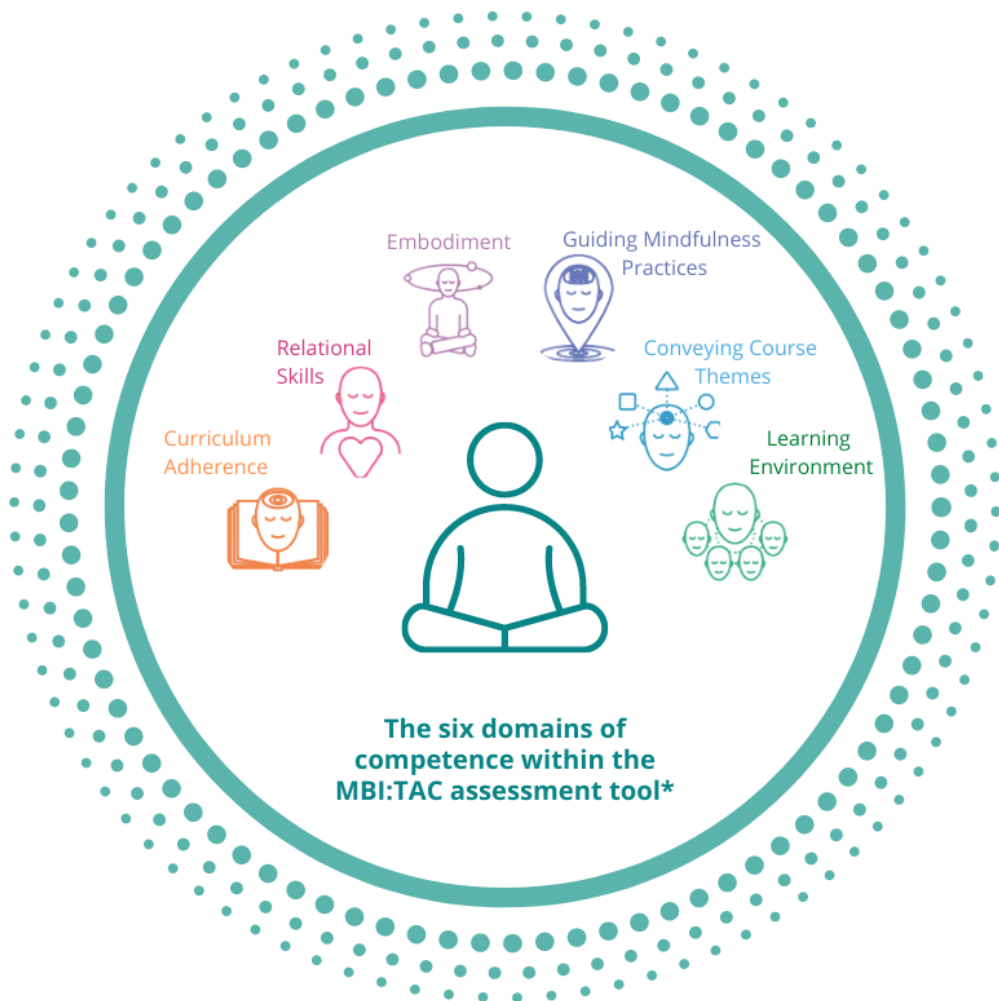 Embodiment
Guiding Mindfulness
Practices
Relational
Skills
Conveying Course
Themes
Curriculum
Adherence
Learning
Environment
The six domains of
competence within the
MBI:TAC assessment tool*